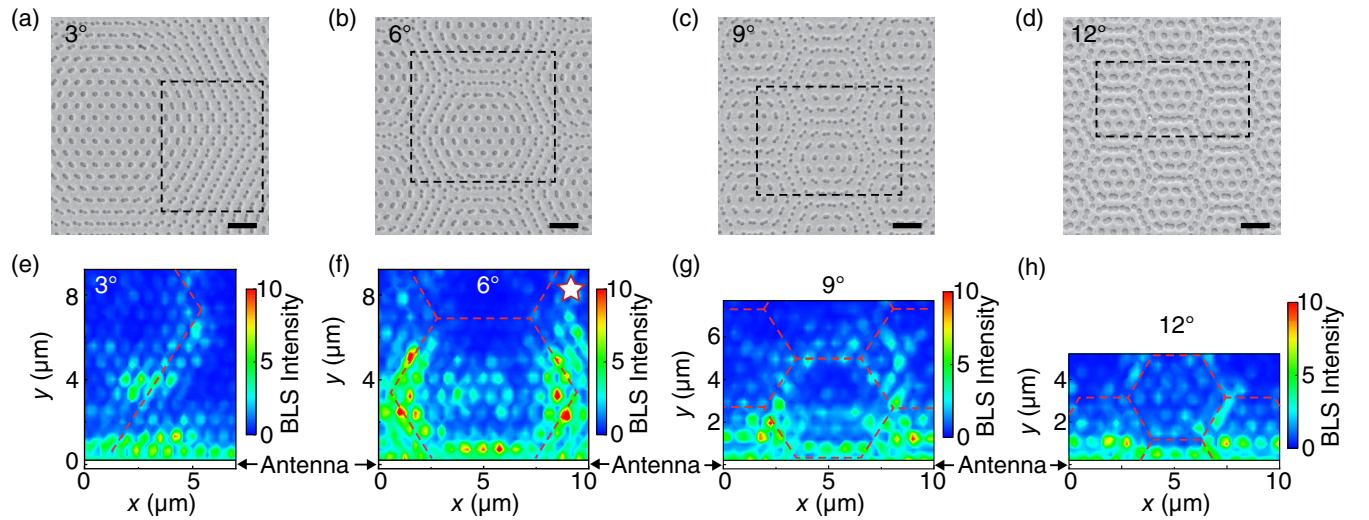 (a) (b) (c) (d)
3° 6° 9° 12°
(e) (f) (g) (h)
3° 6° 9° 12°
8 4 0
y (μm)
0 5
x (μm)
10 5 0
BLS Intensity
8 4 0
y (μm)
0 5 10
x (μm)
10 5 0
BLS Intensity
6 4 2
y (μm)
0 5 10
x (μm)
10 5 0
BLS Intensity
4 2
y (μm)
0 5 10
x (μm)
10 5 0
BLS Intensity
Antenna Antenna Antenna